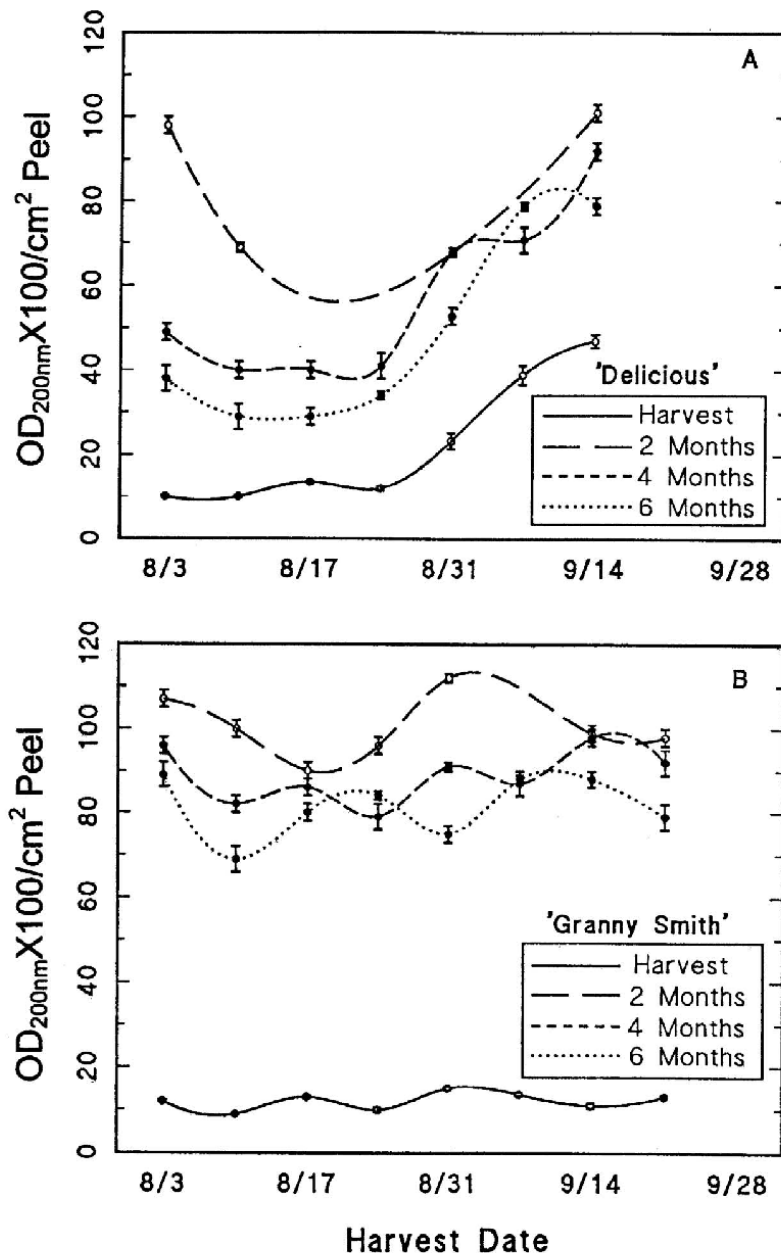 A
OD200nmX100/cm² Peel
120
100
80
60
40
20
0
'Delicious'
Harvest
2 Months
4 Months
6 Months
8/3 8/17 8/31 9/14 9/28
B
OD200nmX100/cm² Peel
120
100
80
60
40
20
0
'Granny Smith'
Harvest
2 Months
4 Months
6 Months
8/3 8/17 8/31 9/14 9/28
Harvest Date